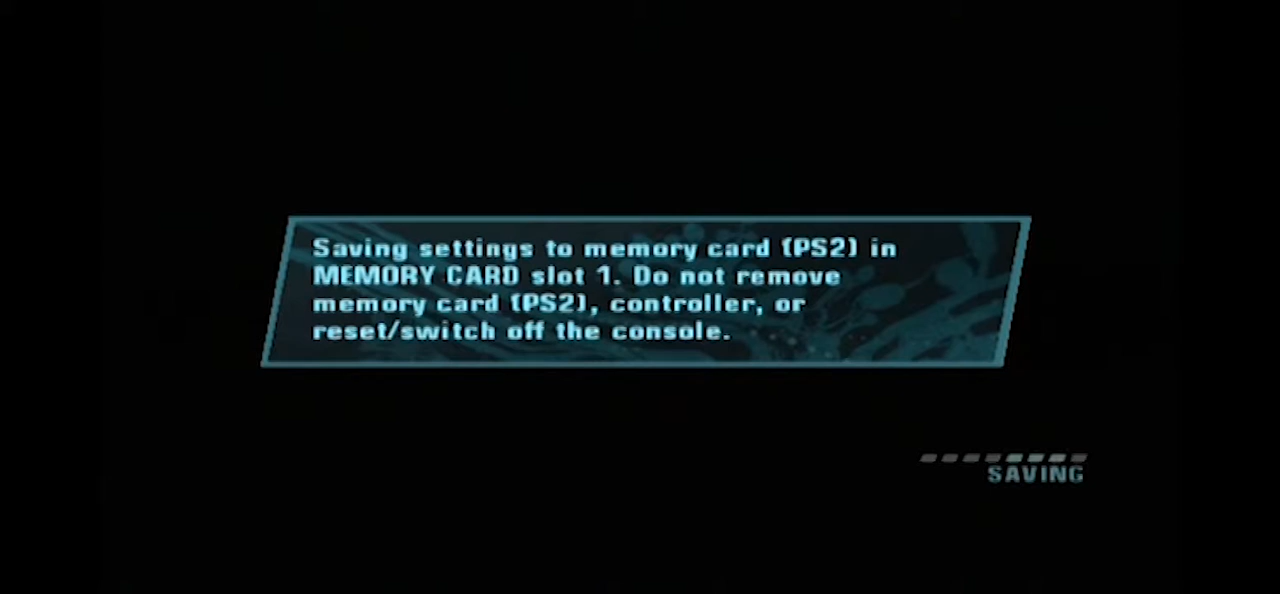 Saving settings to memory card (PS2) in
MEMORY CARD slot 1. Do not remove
memory card (PS2), controller, or
reset/switch off the console.
SAVING